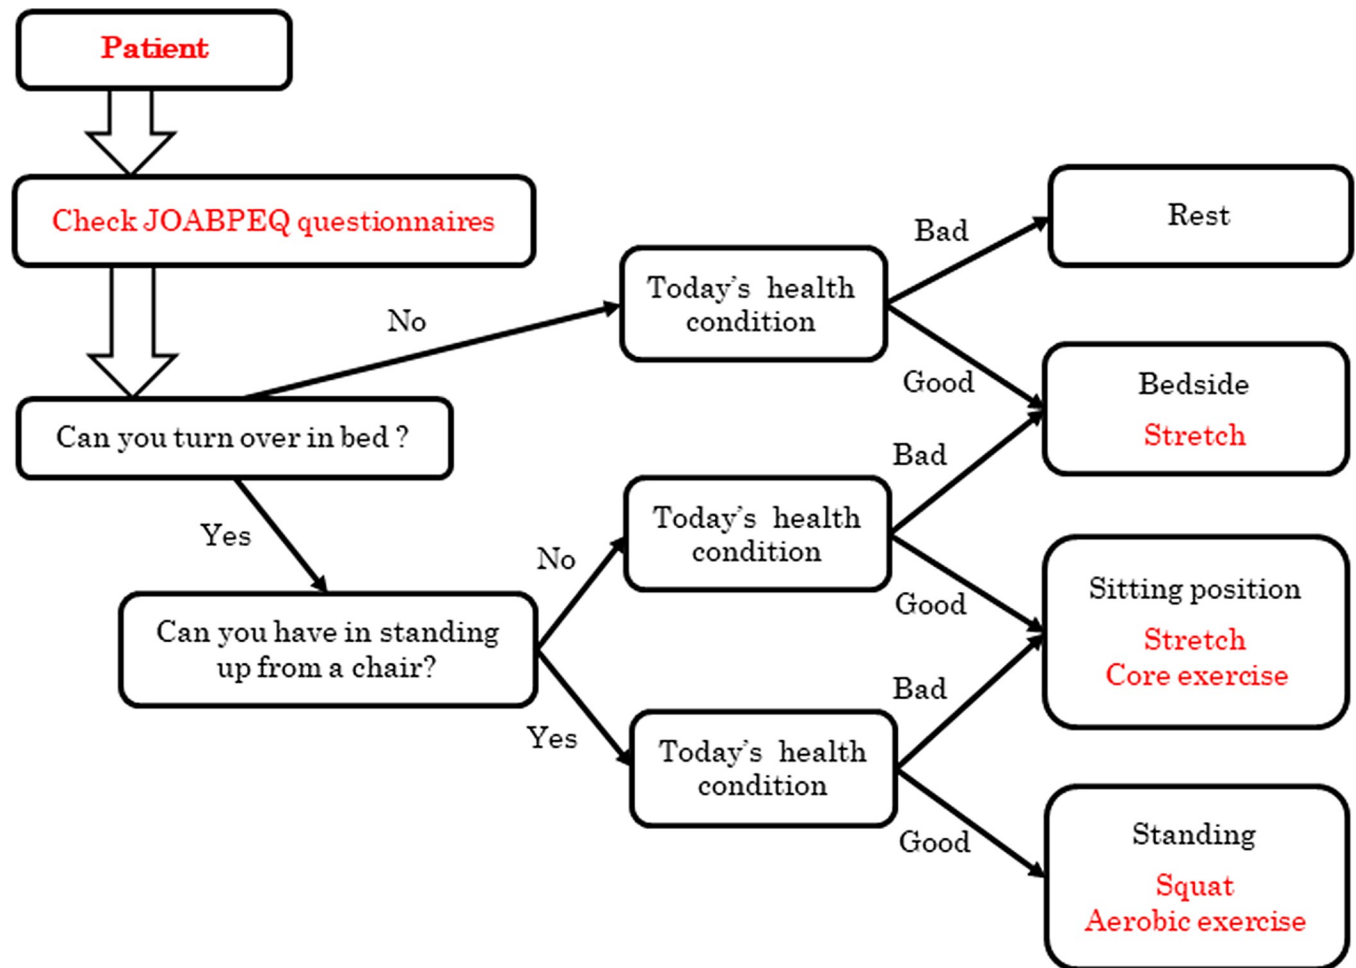 Patient
Check JOABPEQ questionnaires
Can you turn over in bed ?
No
Yes
Can you have in standing
up from a chair?
No
Yes
Today's health
condition
Bad
Good
Today's health
condition
Bad
Good
Today's health
condition
Bad
Good
Rest
Bedside
Stretch
Sitting position
Stretch
Core exercise
Standing
Squat
Aerobic exercise